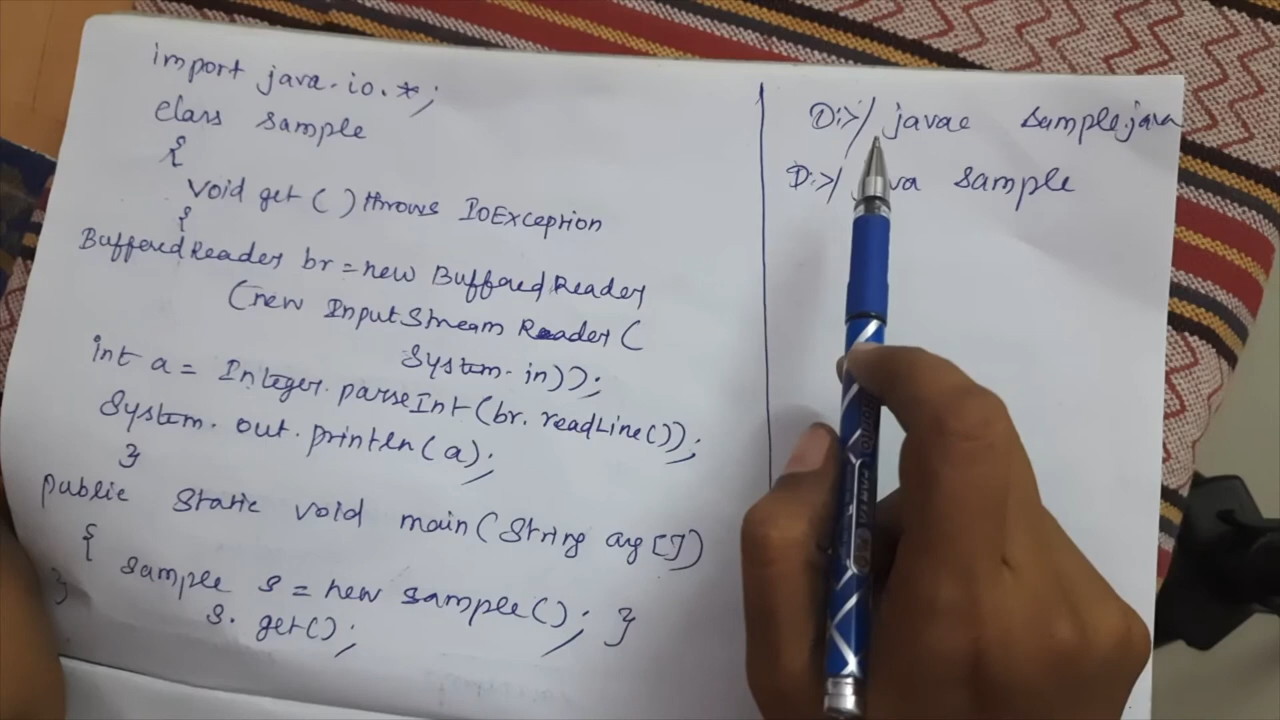 import java.io.*;
class sample
{
void get ( ) throws IoException
{
BufferedReader br = new BufferedReader
(new InputStream Reader (
System.in));
int a = Integer.parseInt(br.readLine());
System.out.println(a);
}
public static void main(String arg[])
{ sample s = new sample(); }
s.get();
}
D:>/ javac sample.java
D:>/ sample